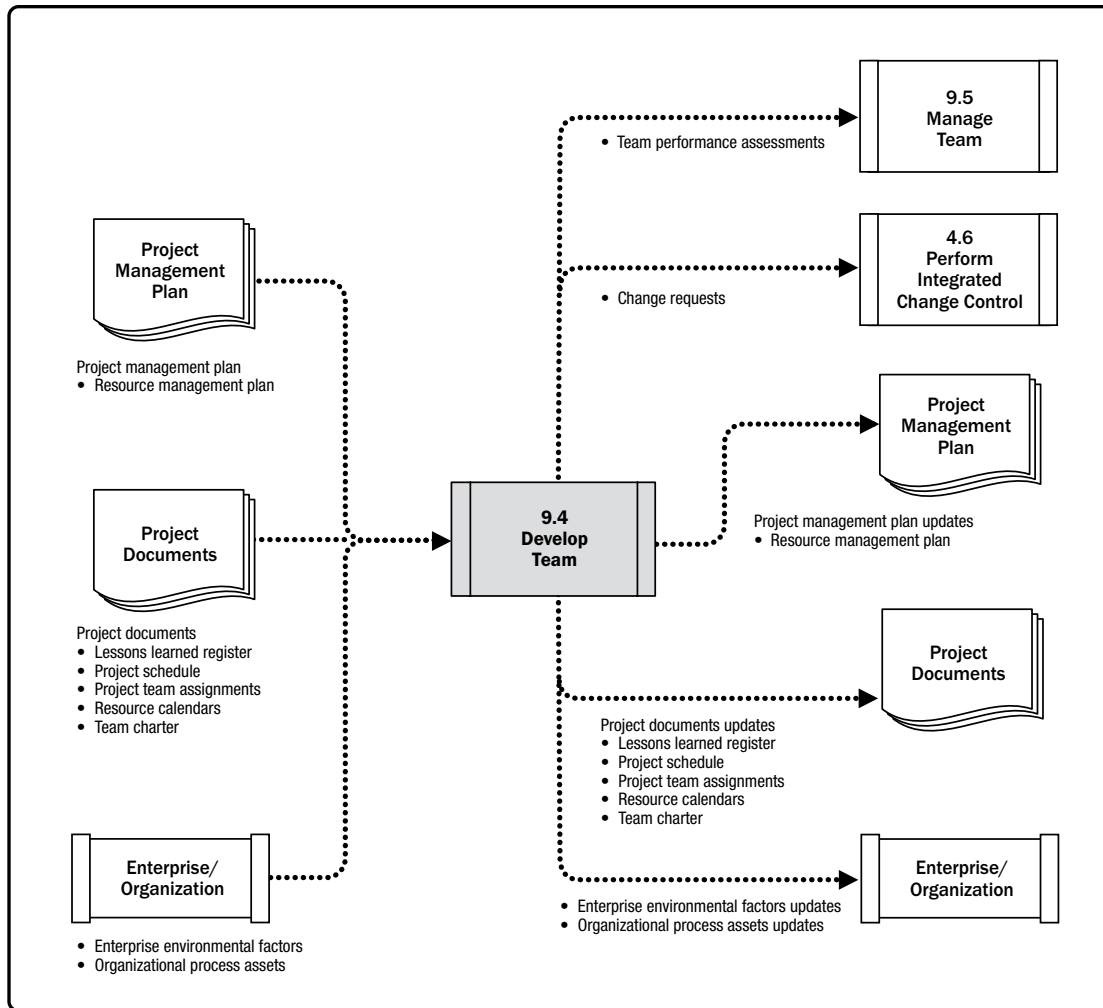 9.5
Manage
Team
• Team performance assessments
4.6
Perform
Integrated
Change Control
• Change requests
Project
Management
Plan
Project management plan
• Resource management plan
Project
Management
Plan
Project management plan updates
• Resource management plan
9.4
Develop
Team
Project
Documents
Project documents
• Lessons learned register
• Project schedule
• Project team assignments
• Resource calendars
• Team charter
Project
Documents
Project documents updates
• Lessons learned register
• Project schedule
• Project team assignments
• Resource calendars
• Team charter
Enterprise/
Organization
• Enterprise environmental factors
• Organizational process assets
Enterprise/
Organization
• Enterprise environmental factors updates
• Organizational process assets updates